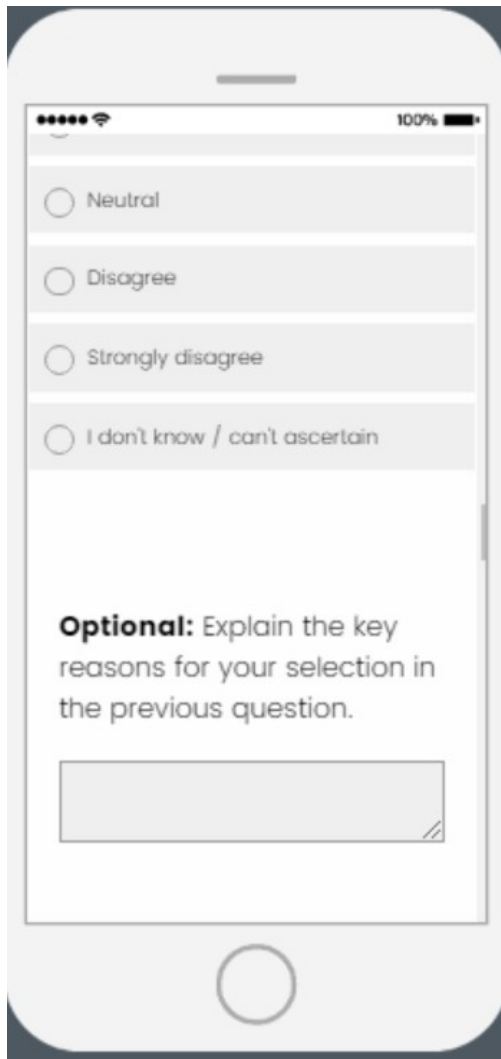 100%
Neutral
Disagree
Strongly disagree
I don't know / can't ascertain
Optional: Explain the key
reasons for your selection in
the previous question.